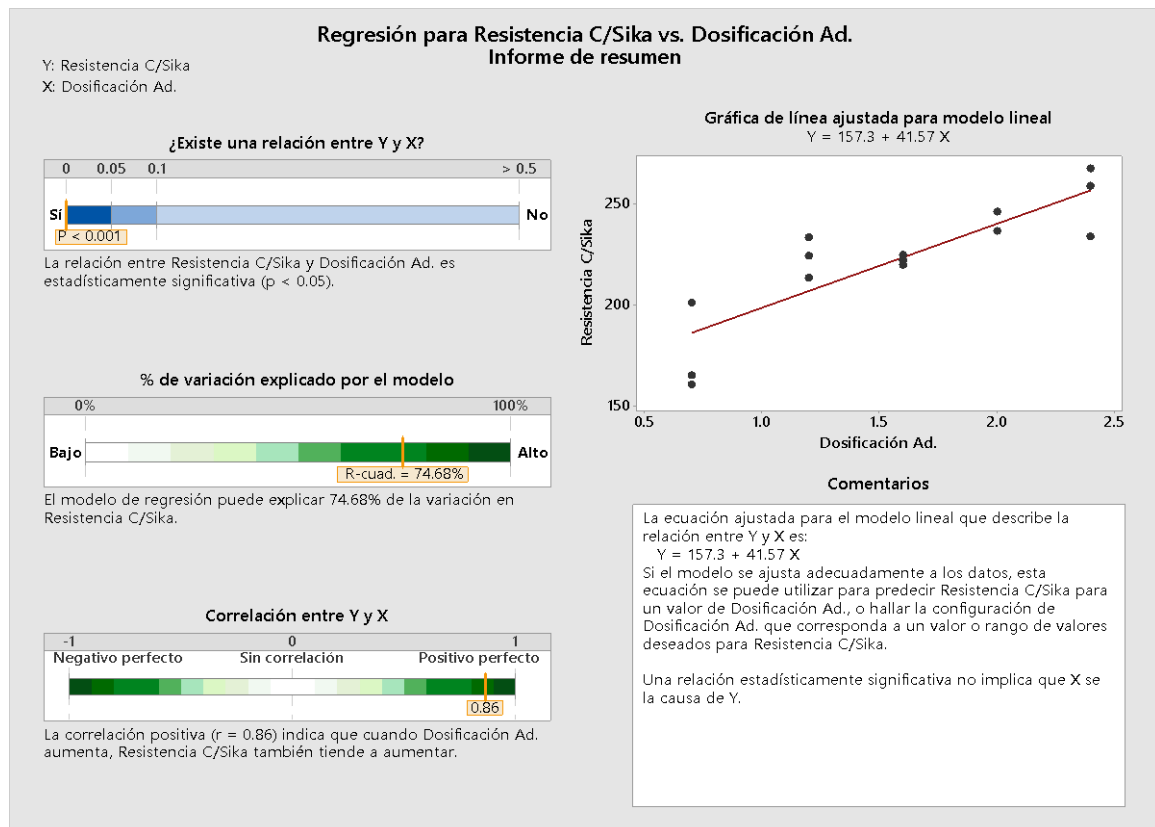 Regresión para Resistencia C/Sika vs. Dosificación Ad.
Informe de resumen
Y: Resistencia C/Sika
X: Dosificación Ad.
¿Existe una relación entre Y y X?
0 0.05 0.1 > 0.5
Sí No
P < 0.001
La relación entre Resistencia C/Sika y Dosificación Ad. es
estadísticamente significativa (p < 0.05).
% de variación explicado por el modelo
0% 100%
Bajo Alto
R-cuad. = 74.68%
El modelo de regresión puede explicar 74.68% de la variación en
Resistencia C/Sika.
Correlación entre Y y X
-1 0 1
Negativo perfecto Sin correlación Positivo perfecto
0.86
La correlación positiva (r = 0.86) indica que cuando Dosificación Ad.
aumenta, Resistencia C/Sika también tiende a aumentar.
Gráfica de línea ajustada para modelo lineal
Y = 157.3 + 41.57 X
Resistencia C/Sika
250
200
150
0.5 1.0 1.5 2.0 2.5
Dosificación Ad.
Comentarios
La ecuación ajustada para el modelo lineal que describe la
relación entre Y y X es:
Y = 157.3 + 41.57 X
Si el modelo se ajusta adecuadamente a los datos, esta
ecuación se puede utilizar para predecir Resistencia C/Sika para
un valor de Dosificación Ad., o hallar la configuración de
Dosificación Ad. que corresponda a un valor o rango de valores
deseados para Resistencia C/Sika.
Una relación estadísticamente significativa no implica que X se
la causa de Y.